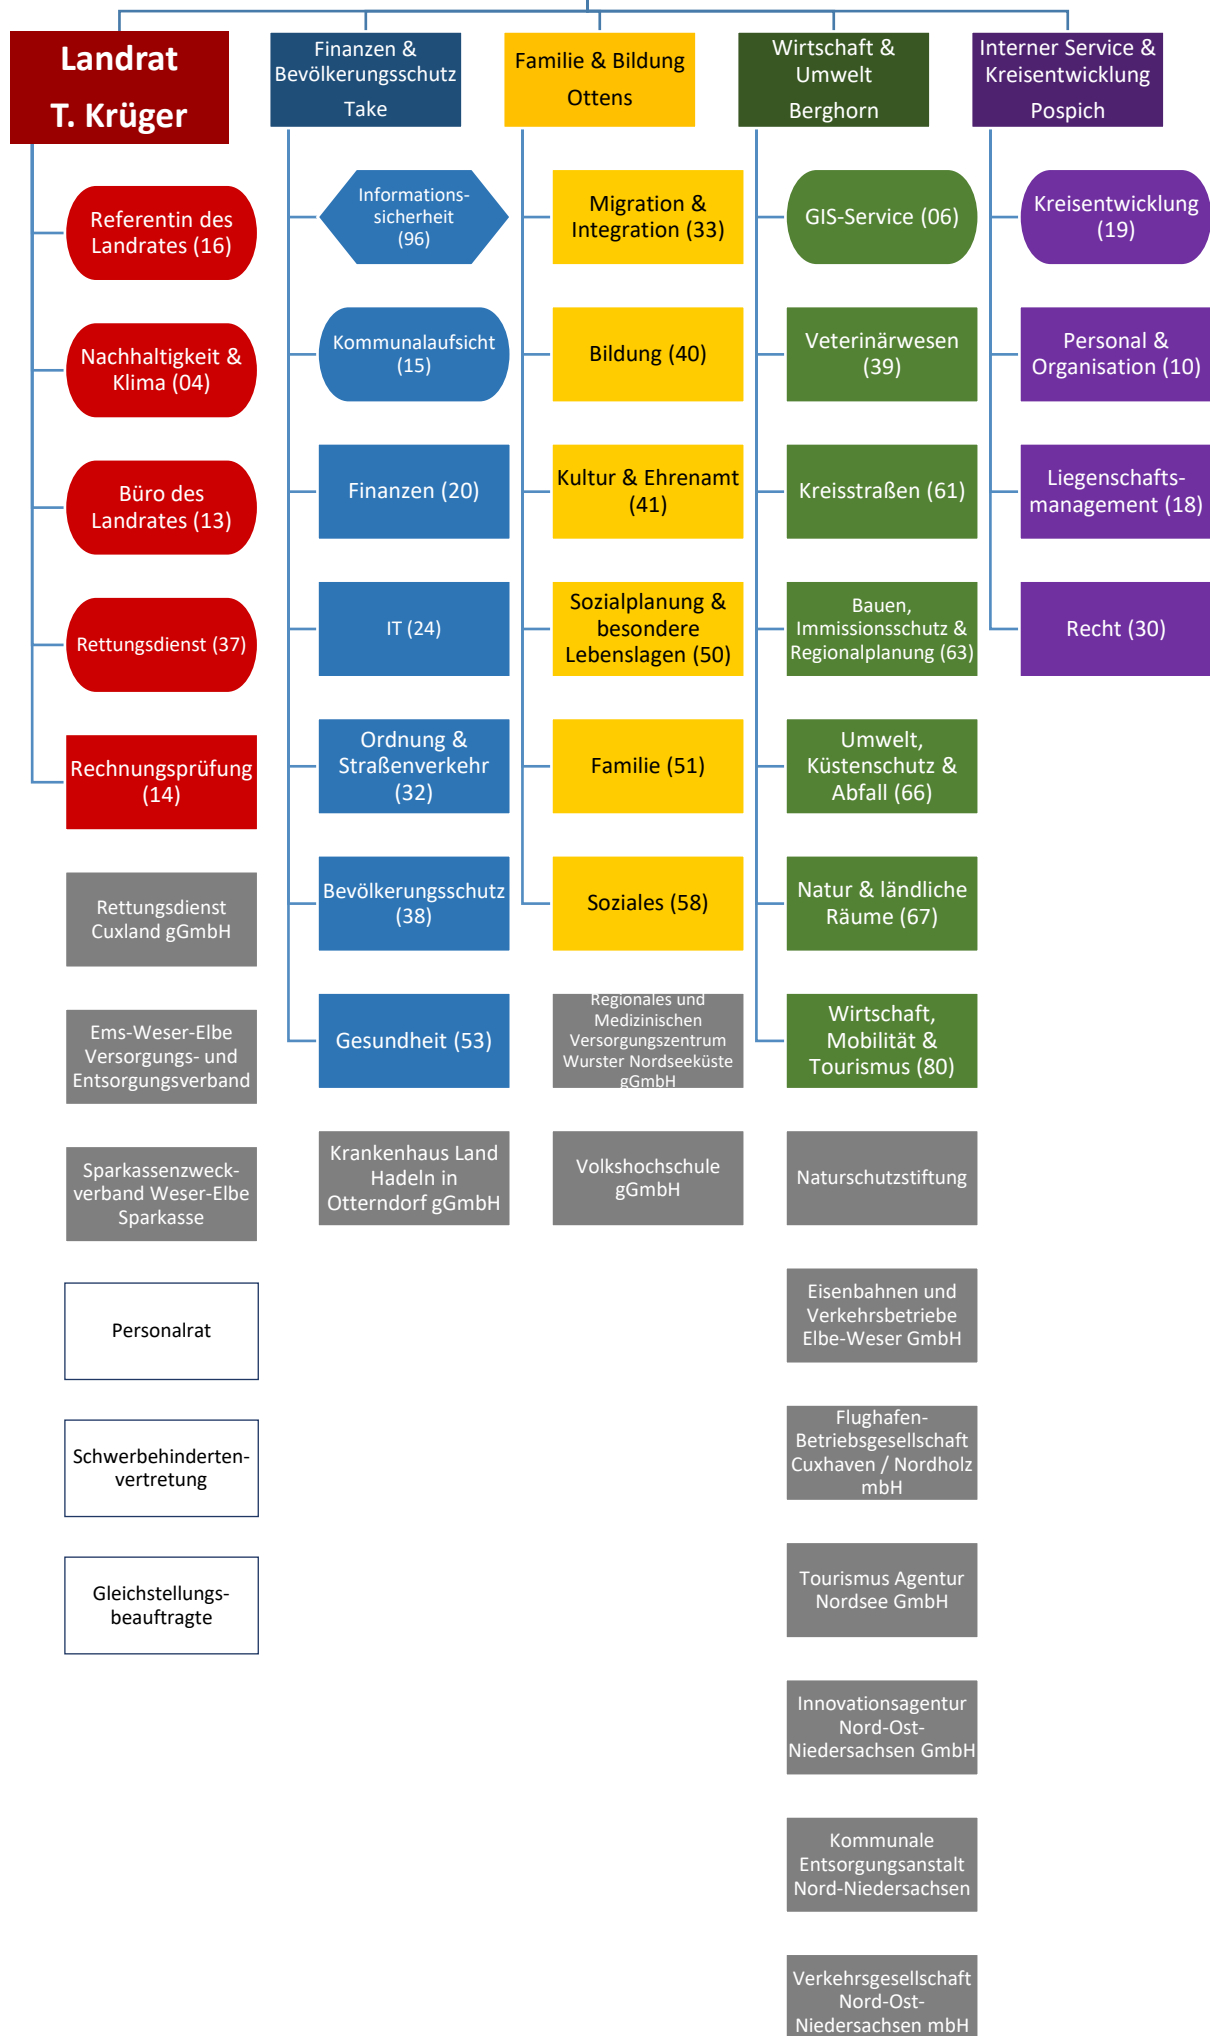 Landrat
T. Krüger
Referentin des
Landrates (16)
Nachhaltigkeit &
Klima (04)
Büro des
Landrates (13)
Rettungsdienst (37)
Rechnungsprüfung
(14)
Rettungsdienst
Cuxland gGmbH
Ems-Weser-Elbe
Versorgungs- und
Entsorgungsverband
Sparkassenzweck-
verband Weser-Elbe
Sparkasse
Personalrat
Schwerbehinderten-
vertretung
Gleichstellungs-
beauftragte
Finanzen &
Bevölkerungsschutz
Take
Informations-
sicherheit
(96)
Kommunalaufsicht
(15)
Finanzen (20)
IT (24)
Ordnung &
Straßenverkehr
(32)
Bevölkerungsschutz
(38)
Gesundheit (53)
Krankenhaus Land
Hadeln in
Otterndorf gGmbH
Familie & Bildung
Ottens
Migration &
Integration (33)
Bildung (40)
Kultur & Ehrenamt
(41)
Sozialplanung &
besondere
Lebenslagen (50)
Familie (51)
Soziales (58)
Regionales und
Medizinischen
Versorgungszentrum
Wurster Nordseeküste
gGmbH
Volkshochschule
gGmbH
Wirtschaft &
Umwelt
Berghorn
GIS-Service (06)
Veterinärwesen
(39)
Kreisstraßen (61)
Bauen,
Immissionsschutz &
Regionalplanung (63)
Umwelt,
Küstenschutz &
Abfall (66)
Natur & ländliche
Räume (67)
Wirtschaft,
Mobilität &
Tourismus (80)
Naturschutzstiftung
Eisenbahnen und
Verkehrsbetriebe
Elbe-Weser GmbH
Flughafen-
Betriebsgesellschaft
Cuxhaven / Nordholz
mbH
Tourismus Agentur
Nordsee GmbH
Innovationsagentur
Nord-Ost-
Niedersachsen GmbH
Kommunale
Entsorgungsanstalt
Nord-Niedersachsen
Verkehrsgesellschaft
Nord-Ost-
Niedersachsen mbH
Interner Service &
Kreisentwicklung
Pospich
Kreisentwicklung
(19)
Personal &
Organisation (10)
Liegenschafts-
management (18)
Recht (30)